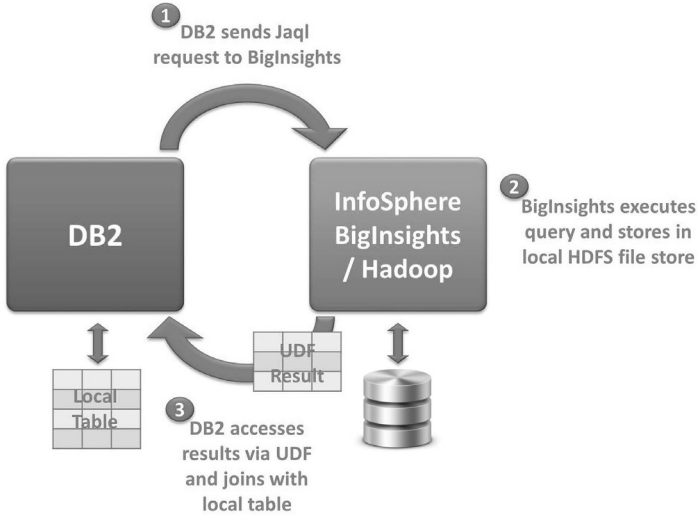 1
DB2 sends Jaql
request to BigInsights
DB2
InfoSphere
BigInsights
/ Hadoop
2
BigInsights executes
query and stores in
local HDFS file store
UDF
Result
Local
Table
3
DB2 accesses
results via UDF
and joins with
local table